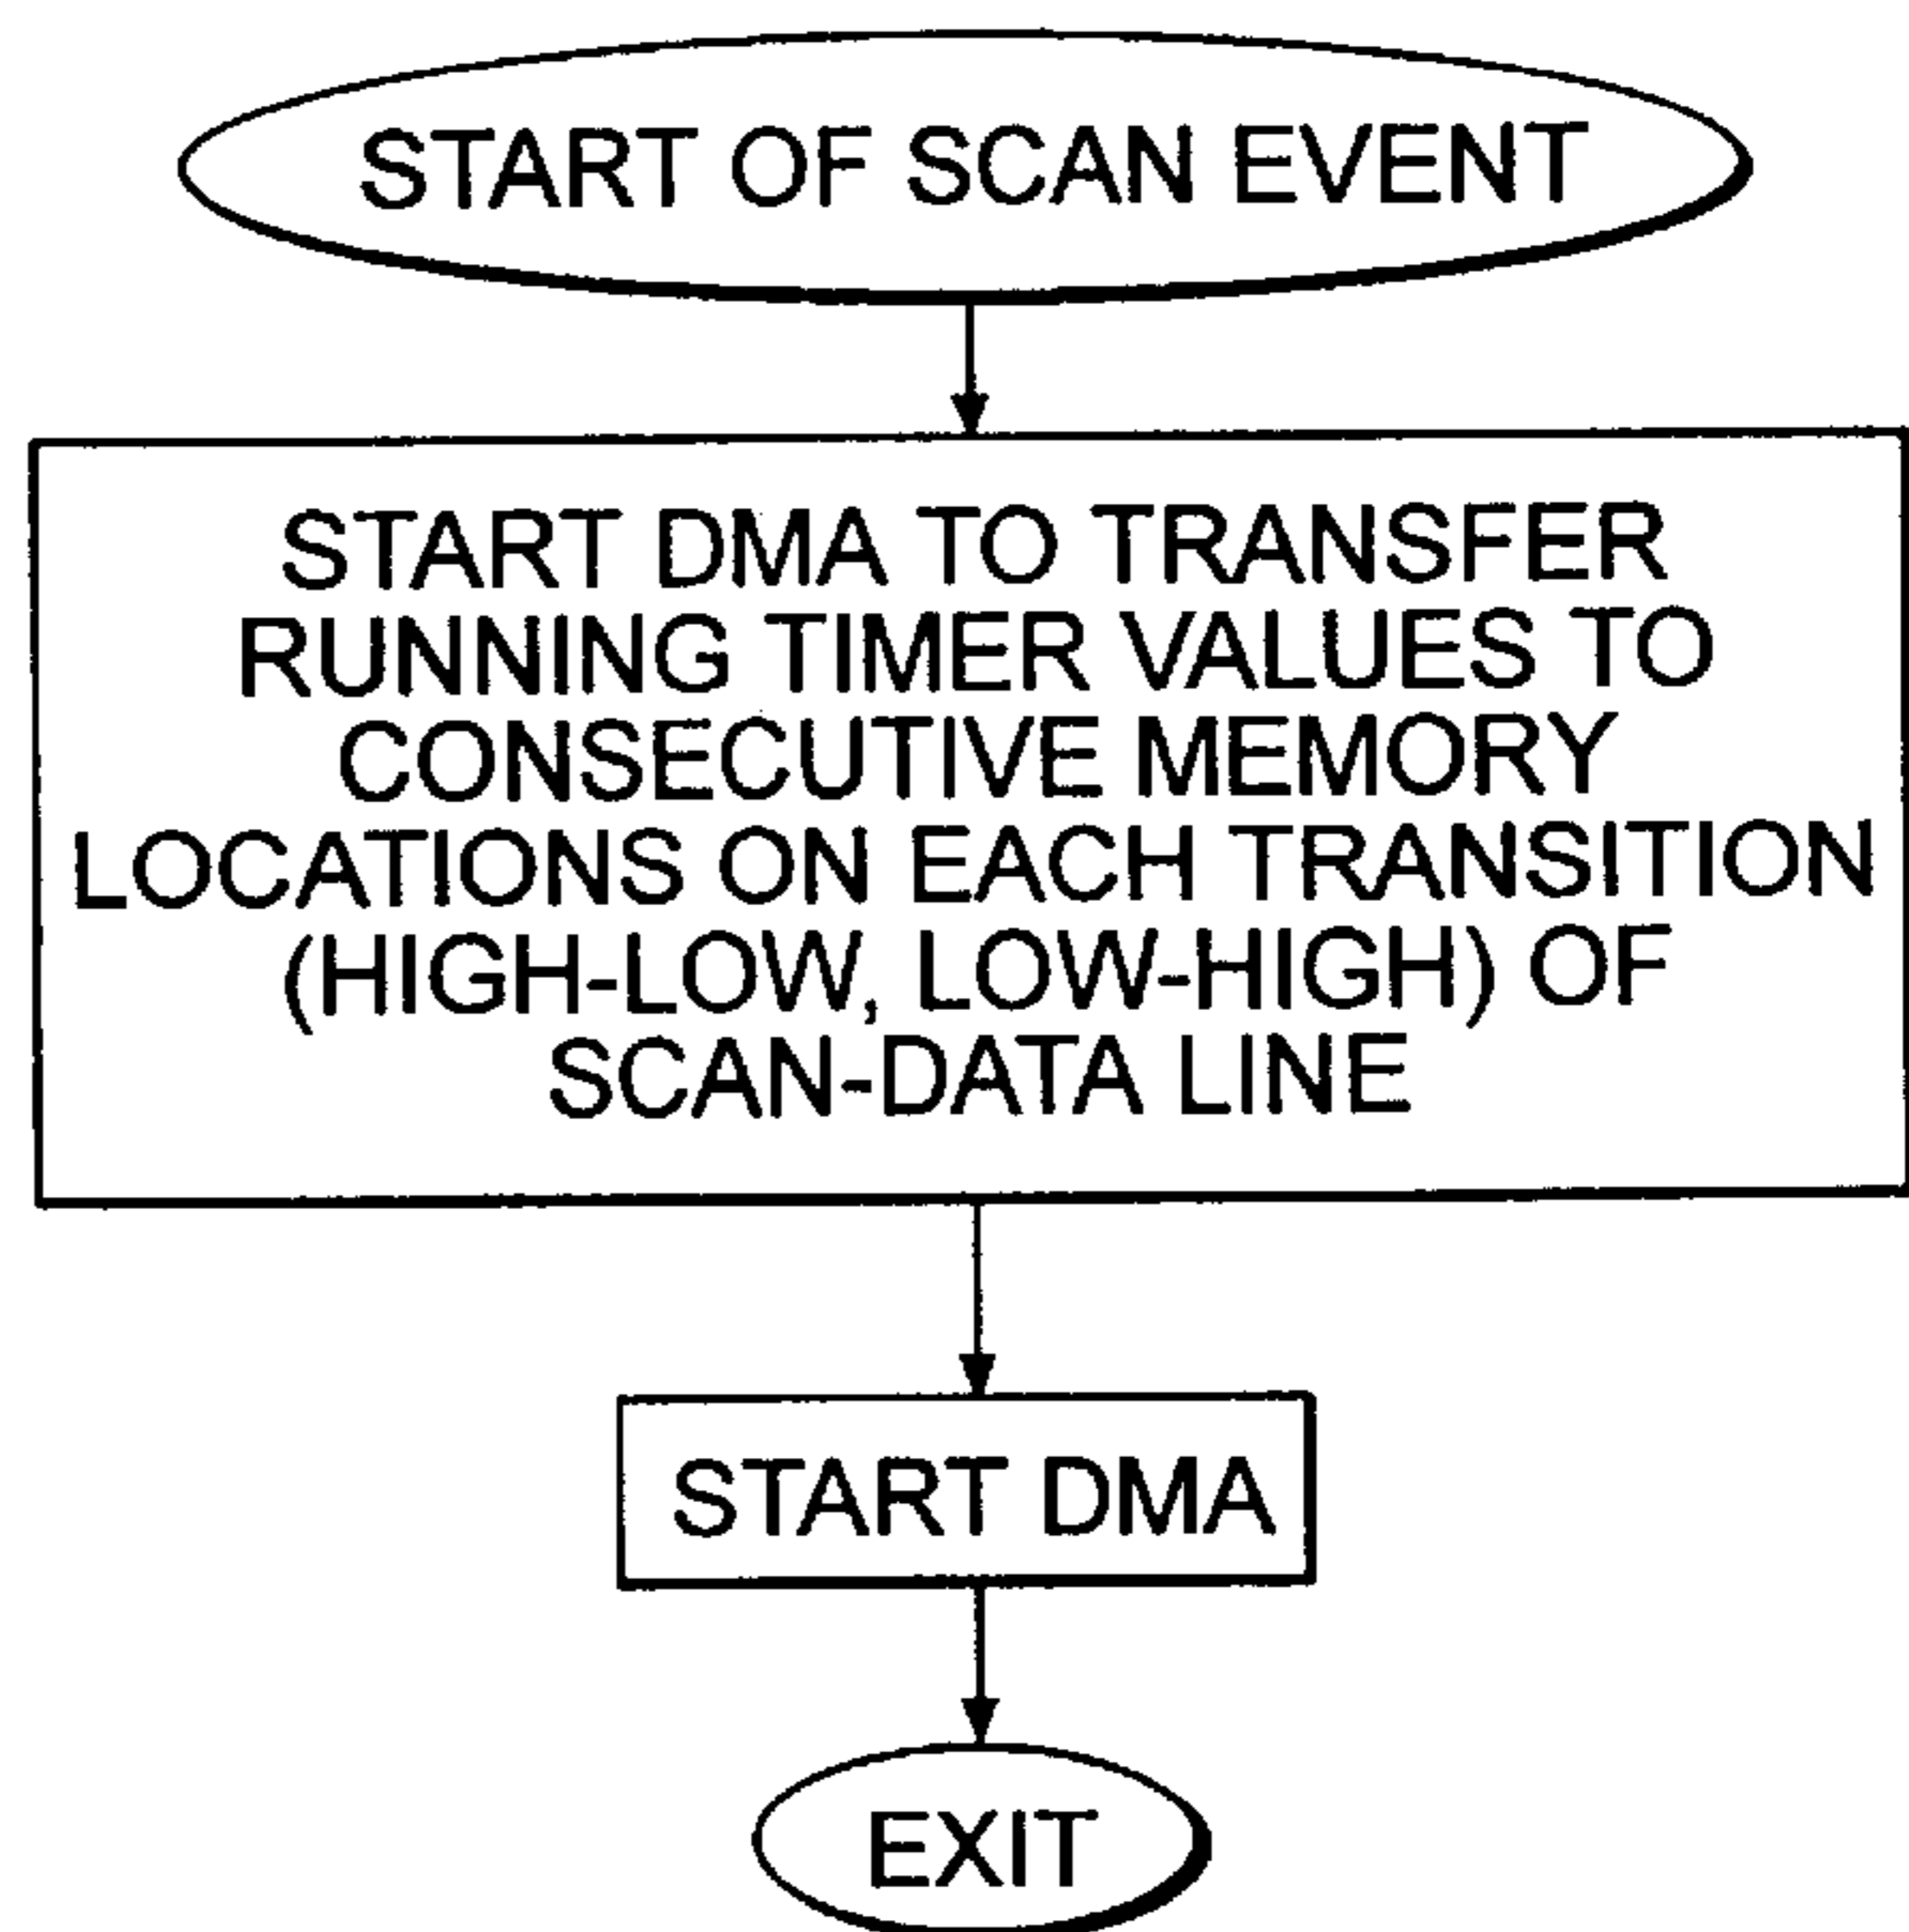 START OF SCAN EVENT
START DMA TO TRANSFER
RUNNING TIMER VALUES TO
CONSECUTIVE MEMORY
LOCATIONS ON EACH TRANSITION
(HIGH-LOW, LOW-HIGH) OF
SCAN-DATA LINE
START DMA
EXIT